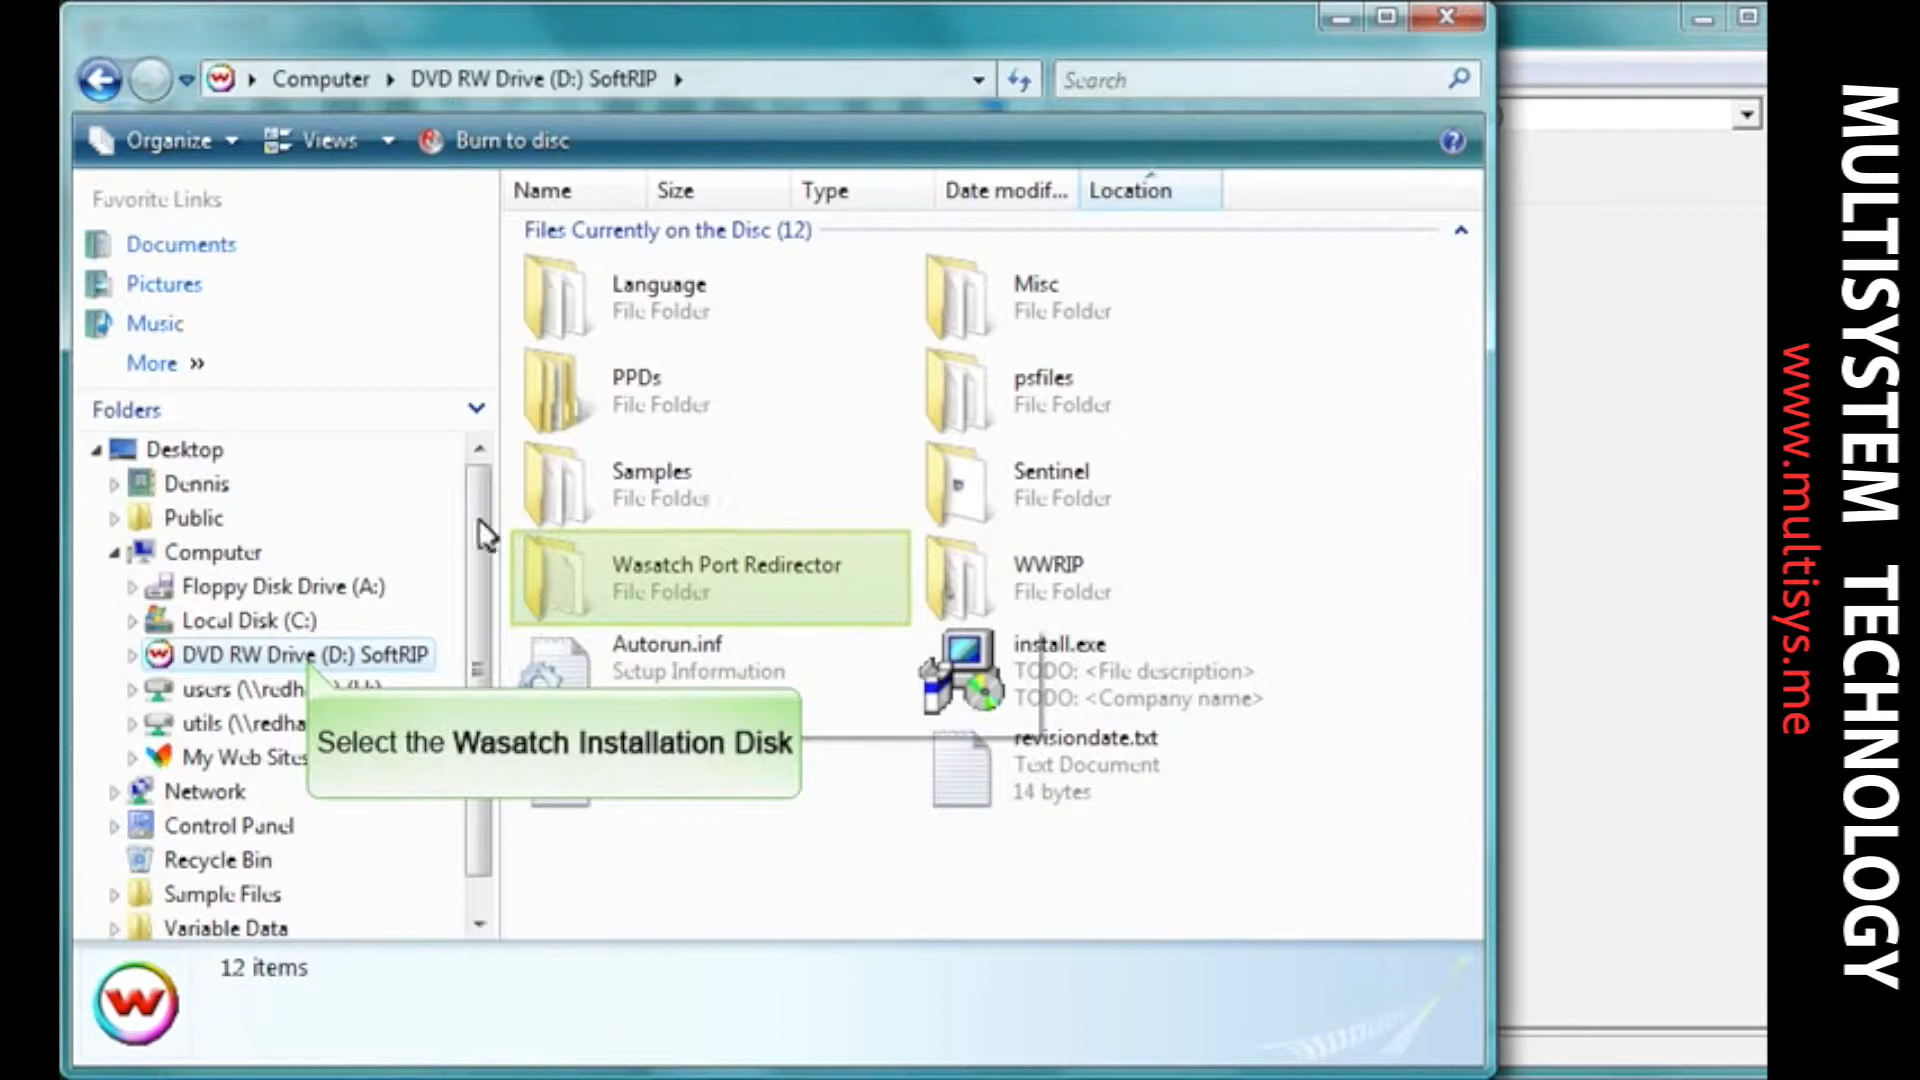 Computer
DVD RW Drive (D:) SoftRIP
Search
Organize
Views
Burn to disc
Favorite Links
Documents
Pictures
Music
More »
Folders
Desktop
Dennis
Public
Computer
Floppy Disk Drive (A:)
Local Disk (C:)
DVD RW Drive (D:) SoftRIP
users (\\redh
utils (\\redha
My Web Sites
Network
Control Panel
Recycle Bin
Sample Files
Variable Data
Name
Size
Type
Date modif...
Location
Files Currently on the Disc (12)
Language
File Folder
Misc
File Folder
PPDs
File Folder
psfiles
File Folder
Samples
File Folder
Sentinel
File Folder
Wasatch Port Redirector
File Folder
WWRIP
File Folder
Autorun.inf
Setup Information
install.exe
TODO: <File description>
TODO: <Company name>
revisiondate.txt
Text Document
14 bytes
Select the Wasatch Installation Disk
12 items
W
MULTISYSTEM TECHNOLOGY
www.multisys.me